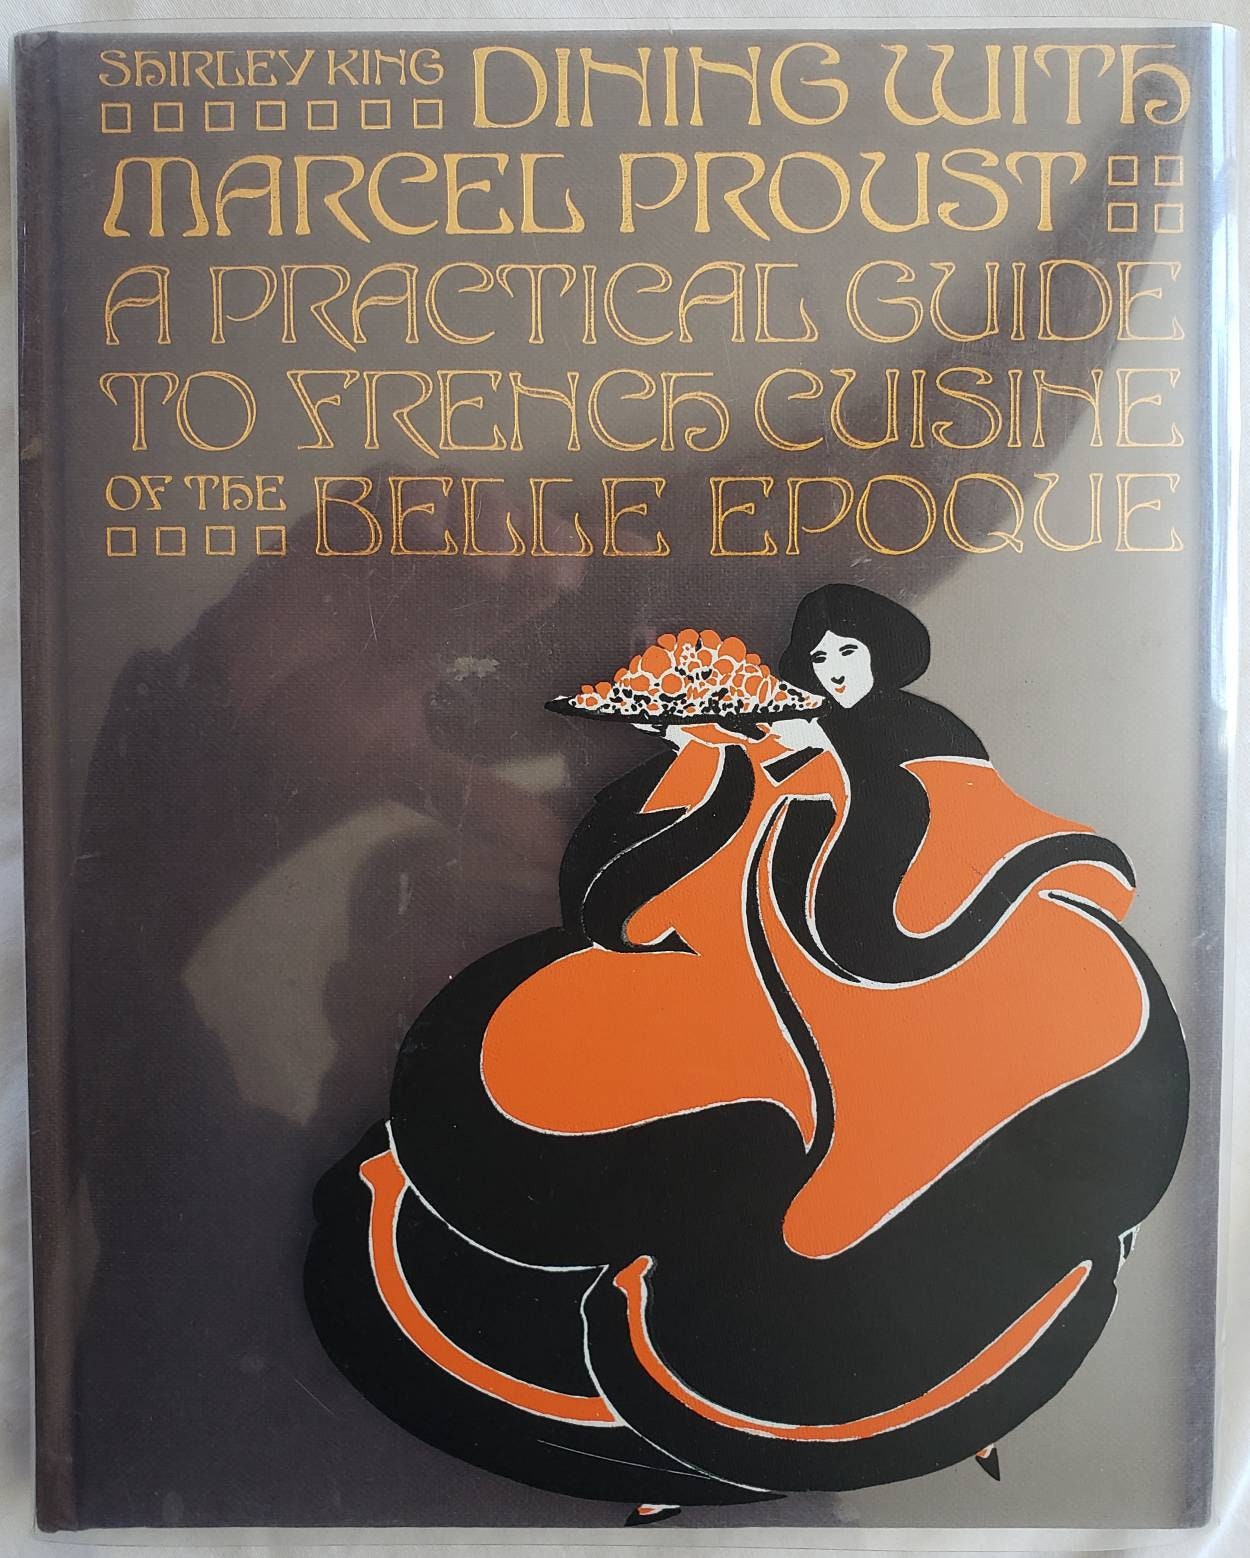 SHIRLEY KING DINING WITH
MARCEL PROUST
A PRACTICAL GUIDE
TO FRENCH CUISINE
OF THE BELLE EPOQUE